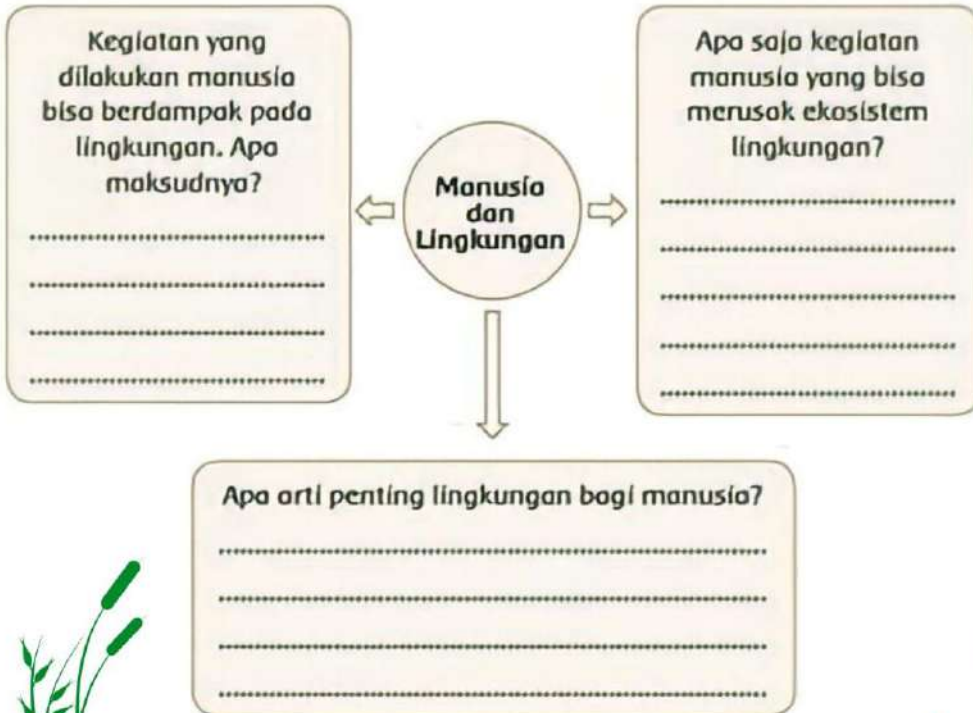 Kegiatan yang
dilakukan manusia
bisa berdampak pada
lingkungan. Apa
maksudnya?
........................................
........................................
........................................
........................................
Manusia
dan
Lingkungan
Apa saja kegiatan
manusia yang bisa
merusak ekosistem
lingkungan?
........................................
........................................
........................................
........................................
........................................
Apa arti penting lingkungan bagi manusia?
........................................
........................................
........................................
........................................